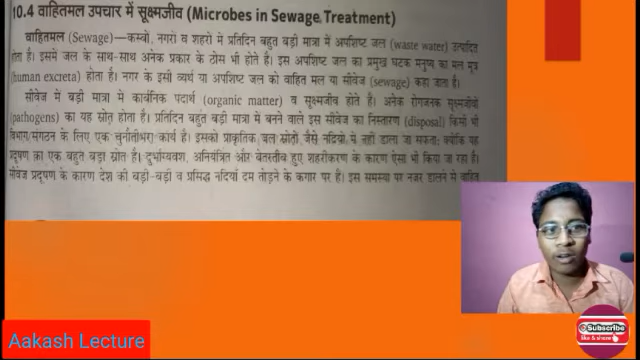 10.4 वाहितमल उपचार में सूक्ष्मजीव (Microbes in Sewage Treatment)
वाहितमल (Sewage)—कस्बो, नगरो व शहरो मे प्रतिदिन बहुत बड़ी मात्रा में अपशिष्ट जल (waste water) उत्पादित
होता है। इसमे जल के साथ-साथ अनेक प्रकार के ठोस भी होते है। इस अपशिष्ट जल का प्रमुख घटक मनुष्य का मल मूत्र
(human excreta) होता है। नगर के इसी व्यर्थ या अपशिष्ट जल को वाहित मल या सीवेज (sewage) कहा जाता है।
सीवेज में बड़ी मात्रा मे कार्यनिक पदार्थ (organic matter) व सूक्ष्मजीव होते है। अनेक रोगजनक सूक्ष्मजीवो
(pathogens) का यह स्रोत होता है। प्रतिदिन बहुत बड़ी मात्रा मे बनने वाले इस सीवेज का निस्तारण (disposal) किसी भी
विभाग/संगठन के लिए एक चुनौतीभरा कार्य है। इसको प्राकृतिक जल स्रोतो, जैसे नदियो मे नही डाला जा सकता क्योकि यह
प्रदूषण का एक बहुत बड़ा स्रोत है। दुर्भाग्यवश, अनियंत्रित और बेतरतीब हुए शहरीकरण के कारण ऐसा भी किया जा रहा है।
सीवेज प्रदूषण के कारण देश की बड़ी-बड़ी व प्रसिद्ध नदियां दम तोड़ने के कगार पर है। इस समस्या पर नजर डालने मे वाहित
Aakash Lecture
Subscribe
like & share